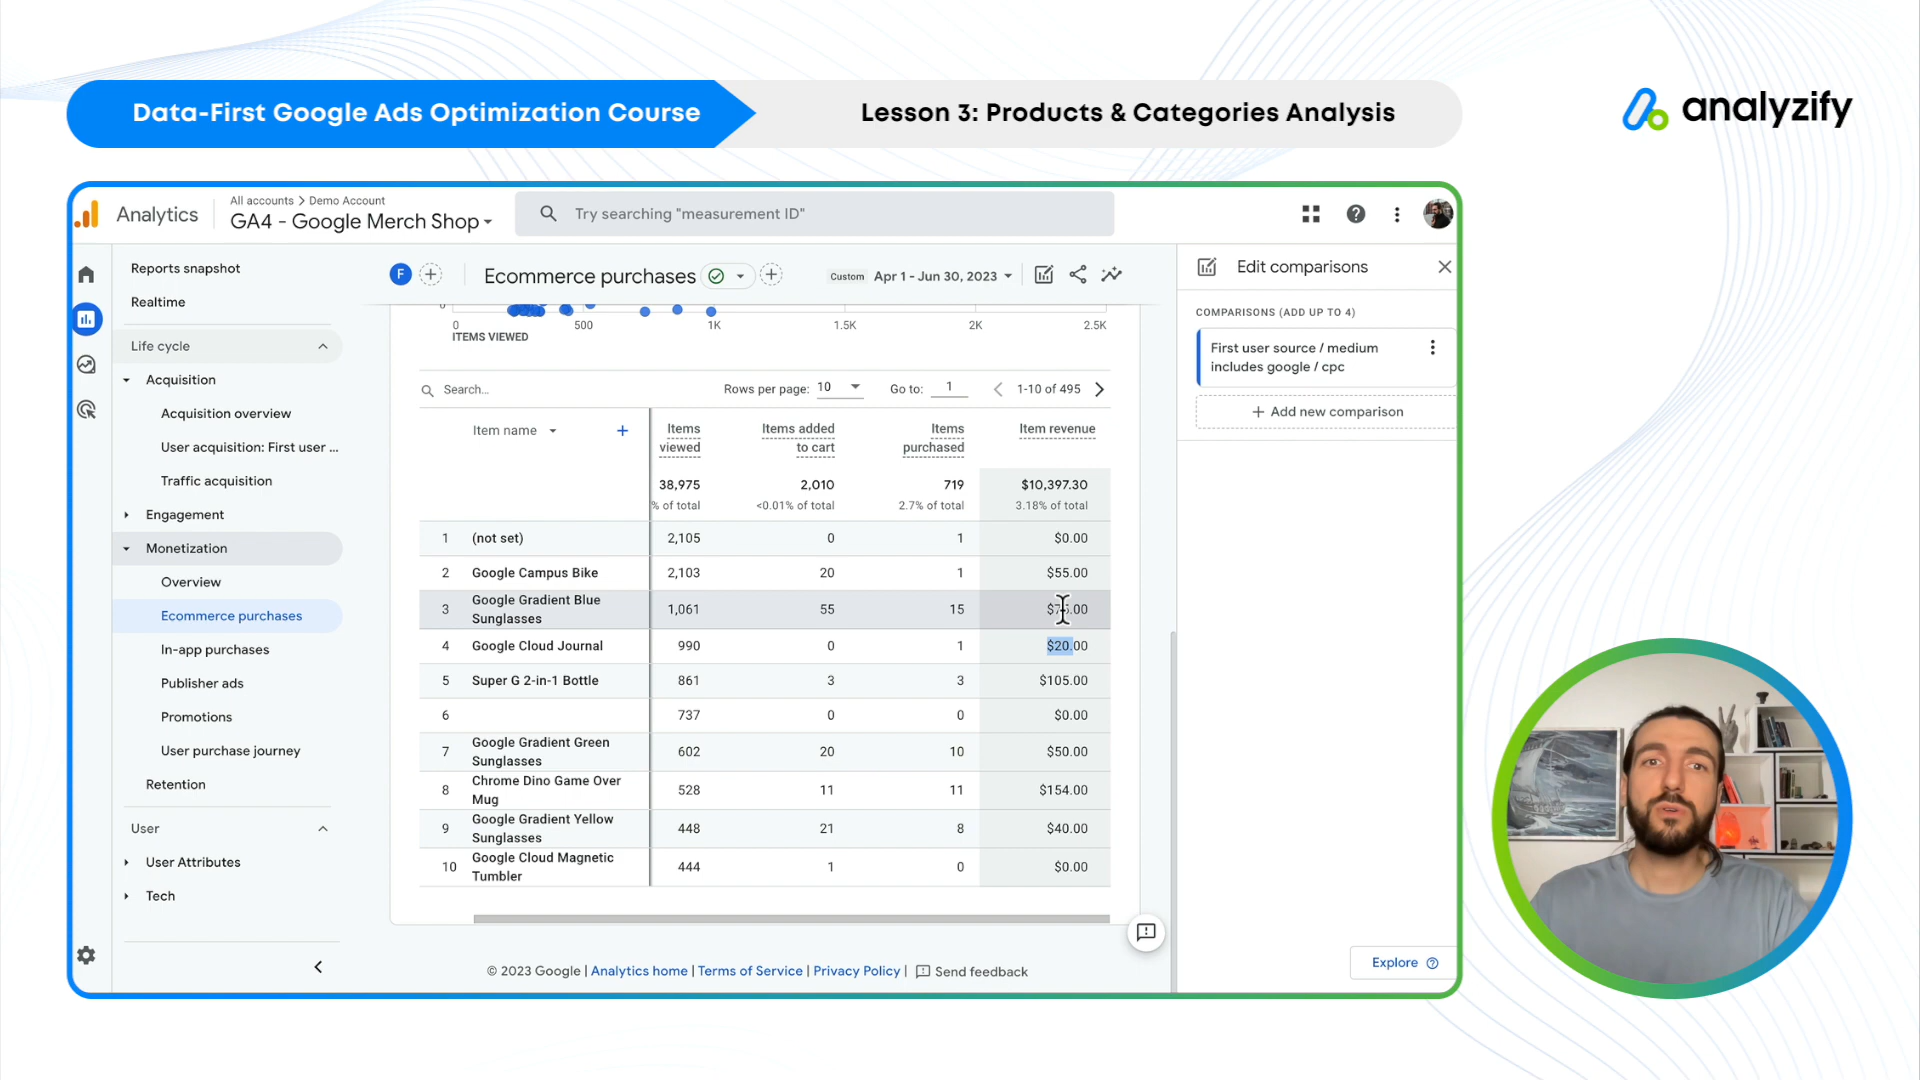 Data-First Google Ads Optimization Course
Lesson 3: Products & Categories Analysis
analyzify
Analytics
All accounts > Demo Account
GA4 - Google Merch Shop
Try searching "measurement ID"
Reports snapshot
Realtime
Life cycle
Acquisition
Acquisition overview
User acquisition: First user ...
Traffic acquisition
Engagement
Monetization
Overview
Ecommerce purchases
In-app purchases
Publisher ads
Promotions
User purchase journey
Retention
User
User Attributes
Tech
F
Ecommerce purchases
Custom Apr 1 - Jun 30, 2023
0
0 500 1K 1.5K 2K 2.5K
ITEMS VIEWED
Search...
Rows per page: 10
Go to: 1
1-10 of 495
Item name
Items viewed
Items added to cart
Items purchased
Item revenue
38,975 2,010 719 $10,397.30
% of total <0.01% of total 2.7% of total 3.18% of total
1 (not set) 2,105 0 1 $0.00
2 Google Campus Bike 2,103 20 1 $55.00
3 Google Gradient Blue Sunglasses 1,061 55 15
4 Google Cloud Journal 990 0 1 $20.00
5 Super G 2-in-1 Bottle 861 3 3 $105.00
6 737 0 0 $0.00
7 Google Gradient Green Sunglasses 602 20 10 $50.00
8 Chrome Dino Game Over Mug 528 11 11 $154.00
9 Google Gradient Yellow Sunglasses 448 21 8 $40.00
10 Google Cloud Magnetic Tumbler 444 1 0 $0.00
© 2023 Google | Analytics home | Terms of Service | Privacy Policy | Send feedback
Edit comparisons
COMPARISONS (ADD UP TO 4)
First user source / medium
includes google / cpc
+ Add new comparison
Explore